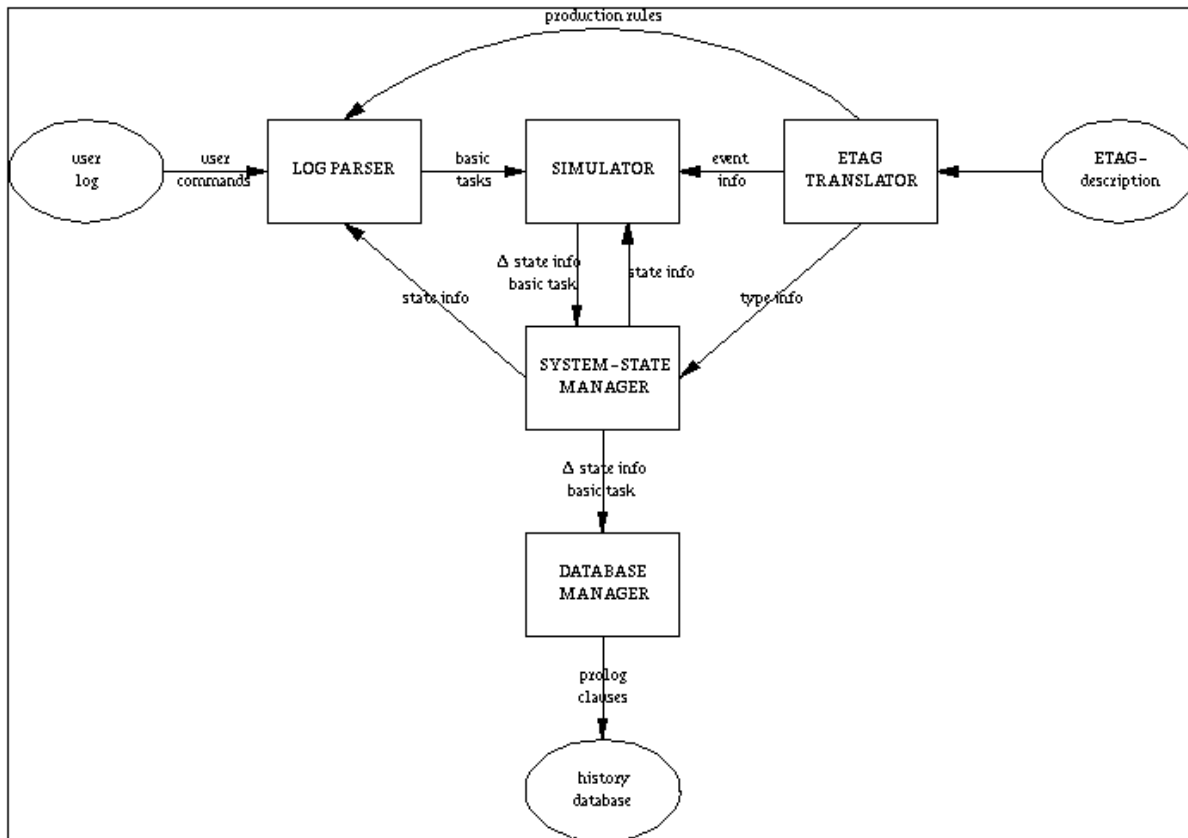 production rules
user
log
user
commands
LOG PARSER
basic
tasks
SIMULATOR
event
info
ETAG
TRANSLATOR
ETAG-
description
Δ state info
basic task
state info
state info
type info
SYSTEM-STATE
MANAGER
Δ state info
basic task
DATABASE
MANAGER
prolog
clauses
history
database